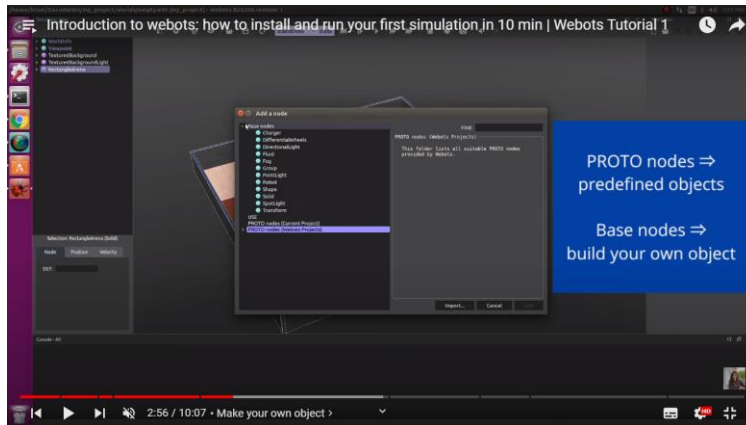 Introduction to webots: how to install and run your first simulation in 10 min | Webots Tutorial 1
WorldInfo
Viewpoint
TexturedBackground
TexturedBackgroundLight
RectangleArena
Add a node
Base nodes
Charger
DifferentialWheels
DirectionalLight
Fluid
Fog
Group
PointLight
Robot
Shape
Solid
SpotLight
Transform
USE
PROTO nodes (Current Project)
PROTO nodes (Webots Projects)
Find:
PROTO nodes (Webots Projects)
This folder lists all suitable PROTO nodes
provided by Webots.
Import...
Cancel
PROTO nodes ⇒
predefined objects
Base nodes ⇒
build your own object
Selection: RectangleArena (Solid)
Node
Position
Velocity
DEF:
Console - All
2:56 / 10:07 • Make your own object >
HD